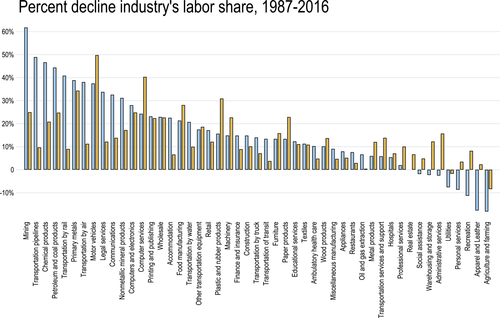 Percent decline industry's labor share, 1987-2016
60%
50%
40%
30%
20%
10%
0
-10%
Mining
Transportation pipelines
Chemical products
Petroleum and coal products
Transportation by rail
Primary metals
Transportation by air
Motor vehicles
Legal services
Communications
Nonmetallic mineral products
Computers and electronics
Computer services
Printing and publishing
Wholesale
Accommodation
Food manufacturing
Transportation by water
Other transportation equipment
Retail
Plastic and rubber products
Machinery
Finance and insurance
Construction
Transportation by truck
Transportation of transit
Furniture
Paper products
Educational services
Textiles
Ambulatory health care
Wood products
Miscellaneous manufacturing
Appliances
Restaurants
Oil and gas extraction
Metal products
Transportation services and support
Hospitals
Professional services
Real estate
Social assistance
Warehousing and storage
Administrative services
Utilities
Personal services
Recreation
Apparel and Leather
Agriculture and farming